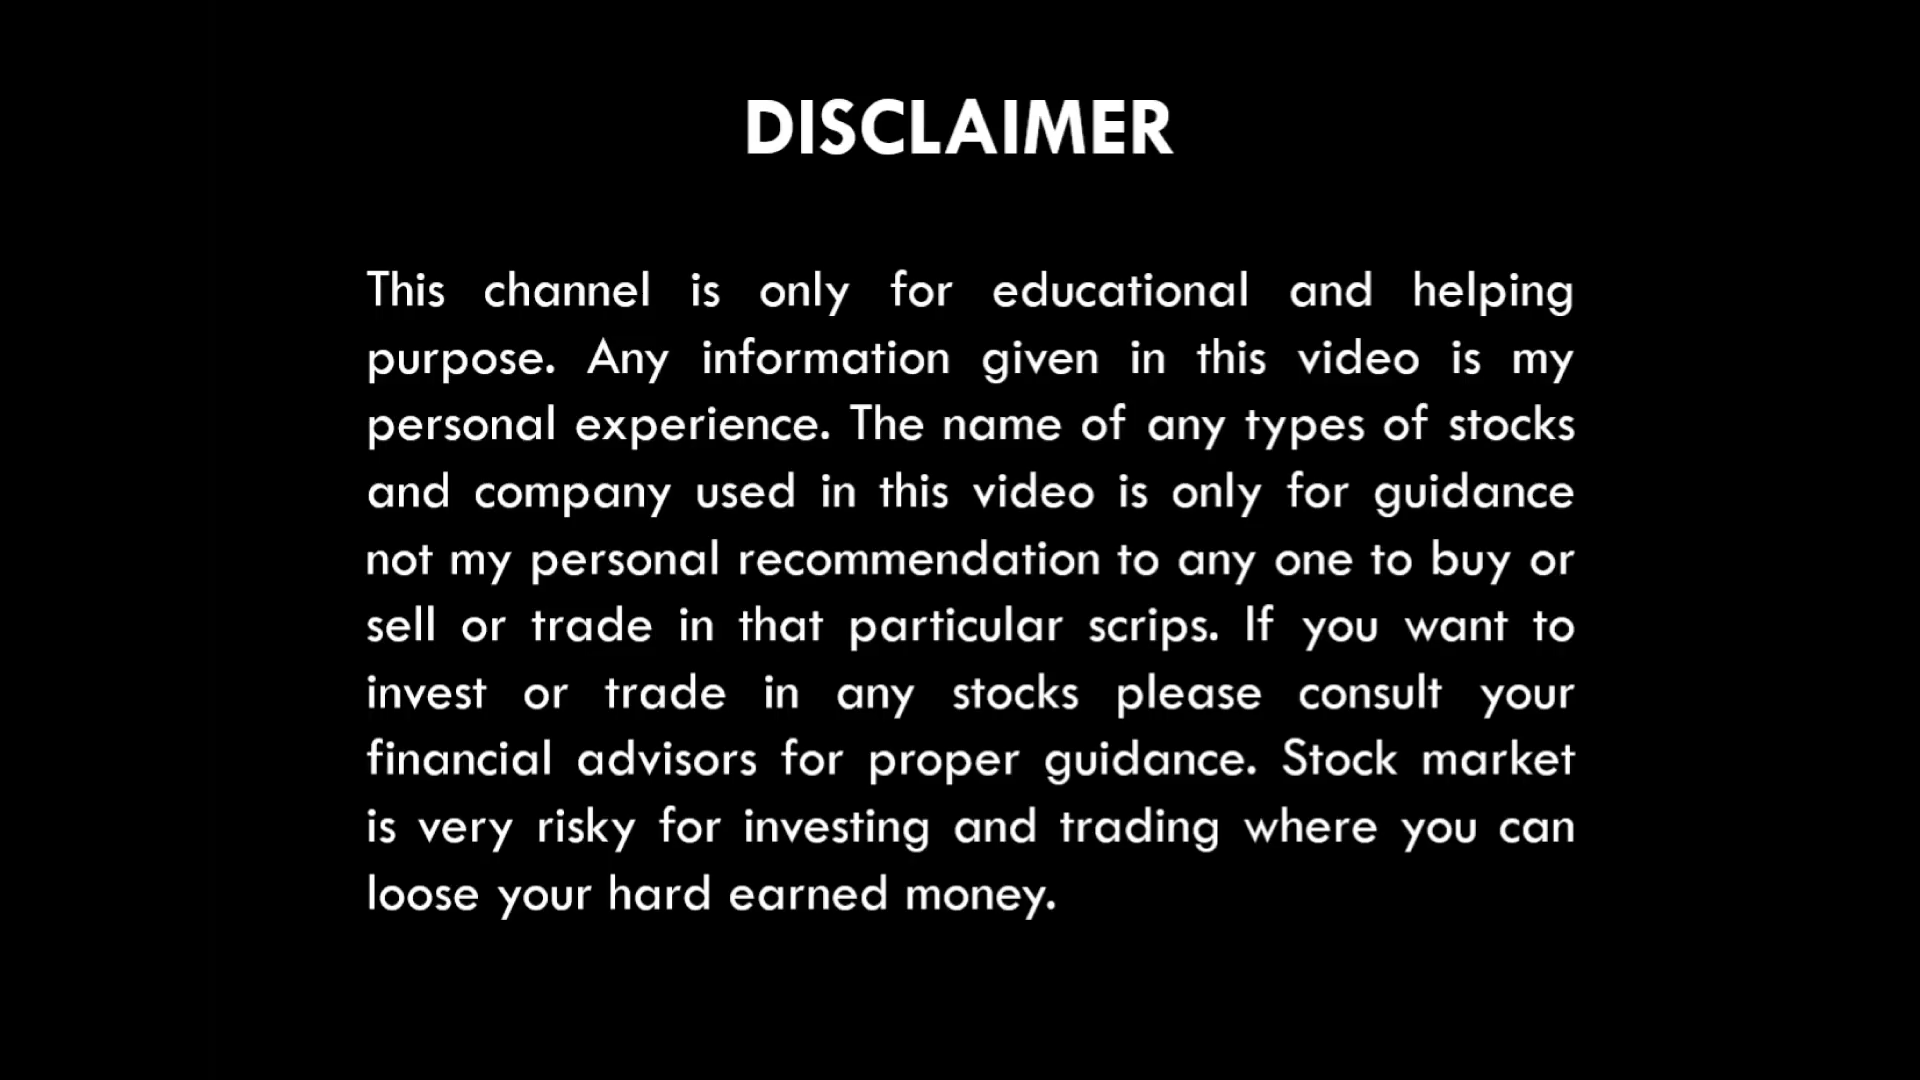 DISCLAIMER
This channel is only for educational and helping
purpose. Any information given in this video is my
personal experience. The name of any types of stocks
and company used in this video is only for guidance
not my personal recommendation to any one to buy or
sell or trade in that particular scrips. If you want to
invest or trade in any stocks please consult your
financial advisors for proper guidance. Stock market
is very risky for investing and trading where you can
loose your hard earned money.